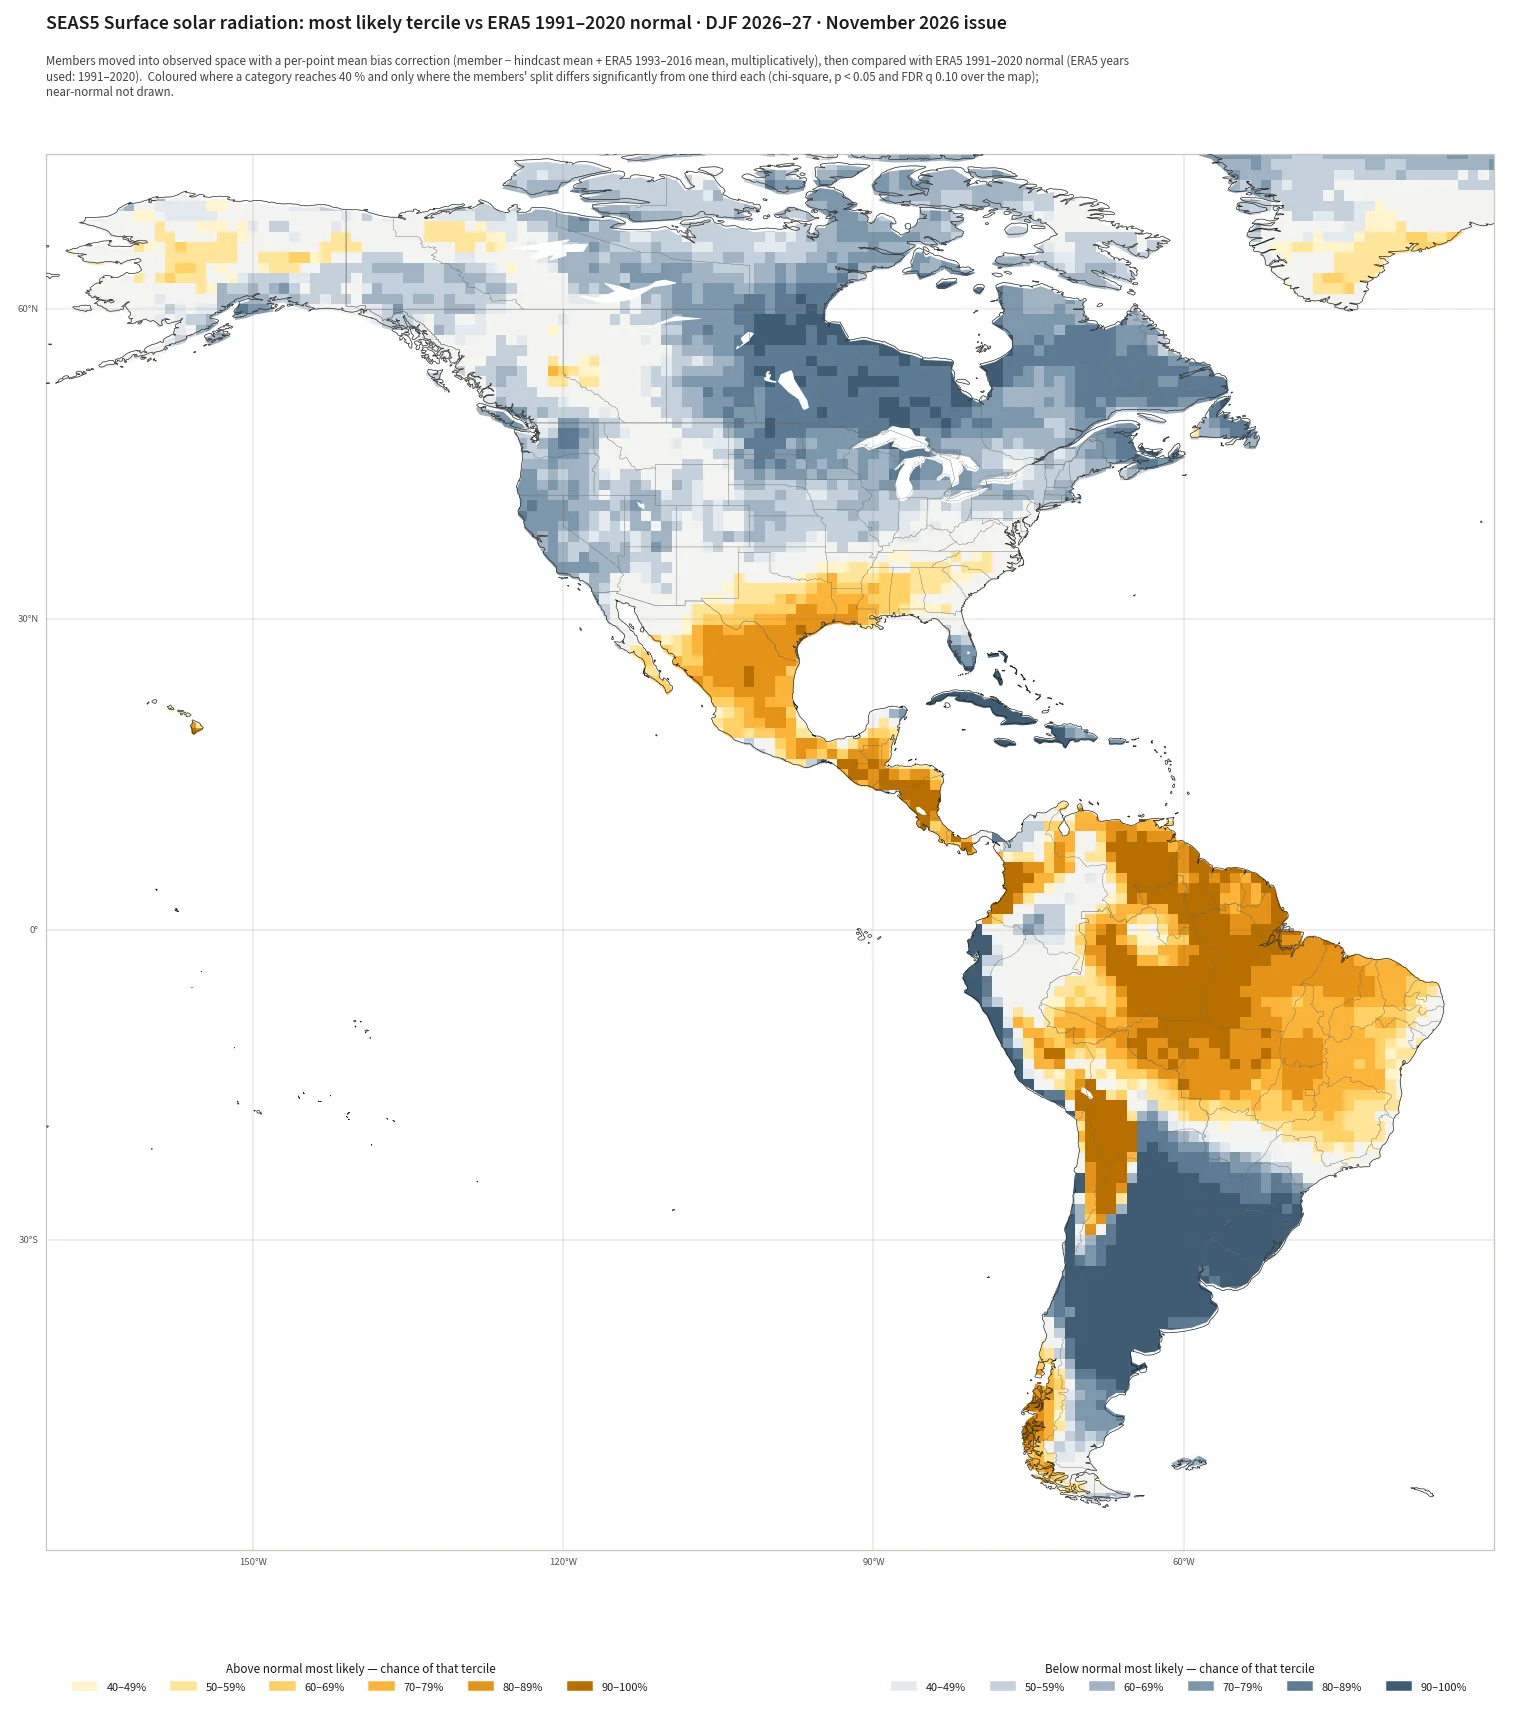 SEAS5 Surface solar radiation: most likely tercile vs ERA5 1991–2020 normal · DJF 2026–27 · November 2026 issue
Members moved into observed space with a per-point mean bias correction (member − hindcast mean + ERA5 1993–2016 mean, multiplicatively), then compared with ERA5 1991–2020 normal (ERA5 years
used: 1991–2020). Coloured where a category reaches 40 % and only where the members' split differs significantly from one third each (chi-square, p < 0.05 and FDR q 0.10 over the map);
near-normal not drawn.
60°N
30°N
0°
30°S
150°W
120°W
90°W
60°W
Above normal most likely — chance of that tercile
40–49%
50–59%
60–69%
70–79%
80–89%
90–100%
Below normal most likely — chance of that tercile
40–49%
50–59%
60–69%
70–79%
80–89%
90–100%